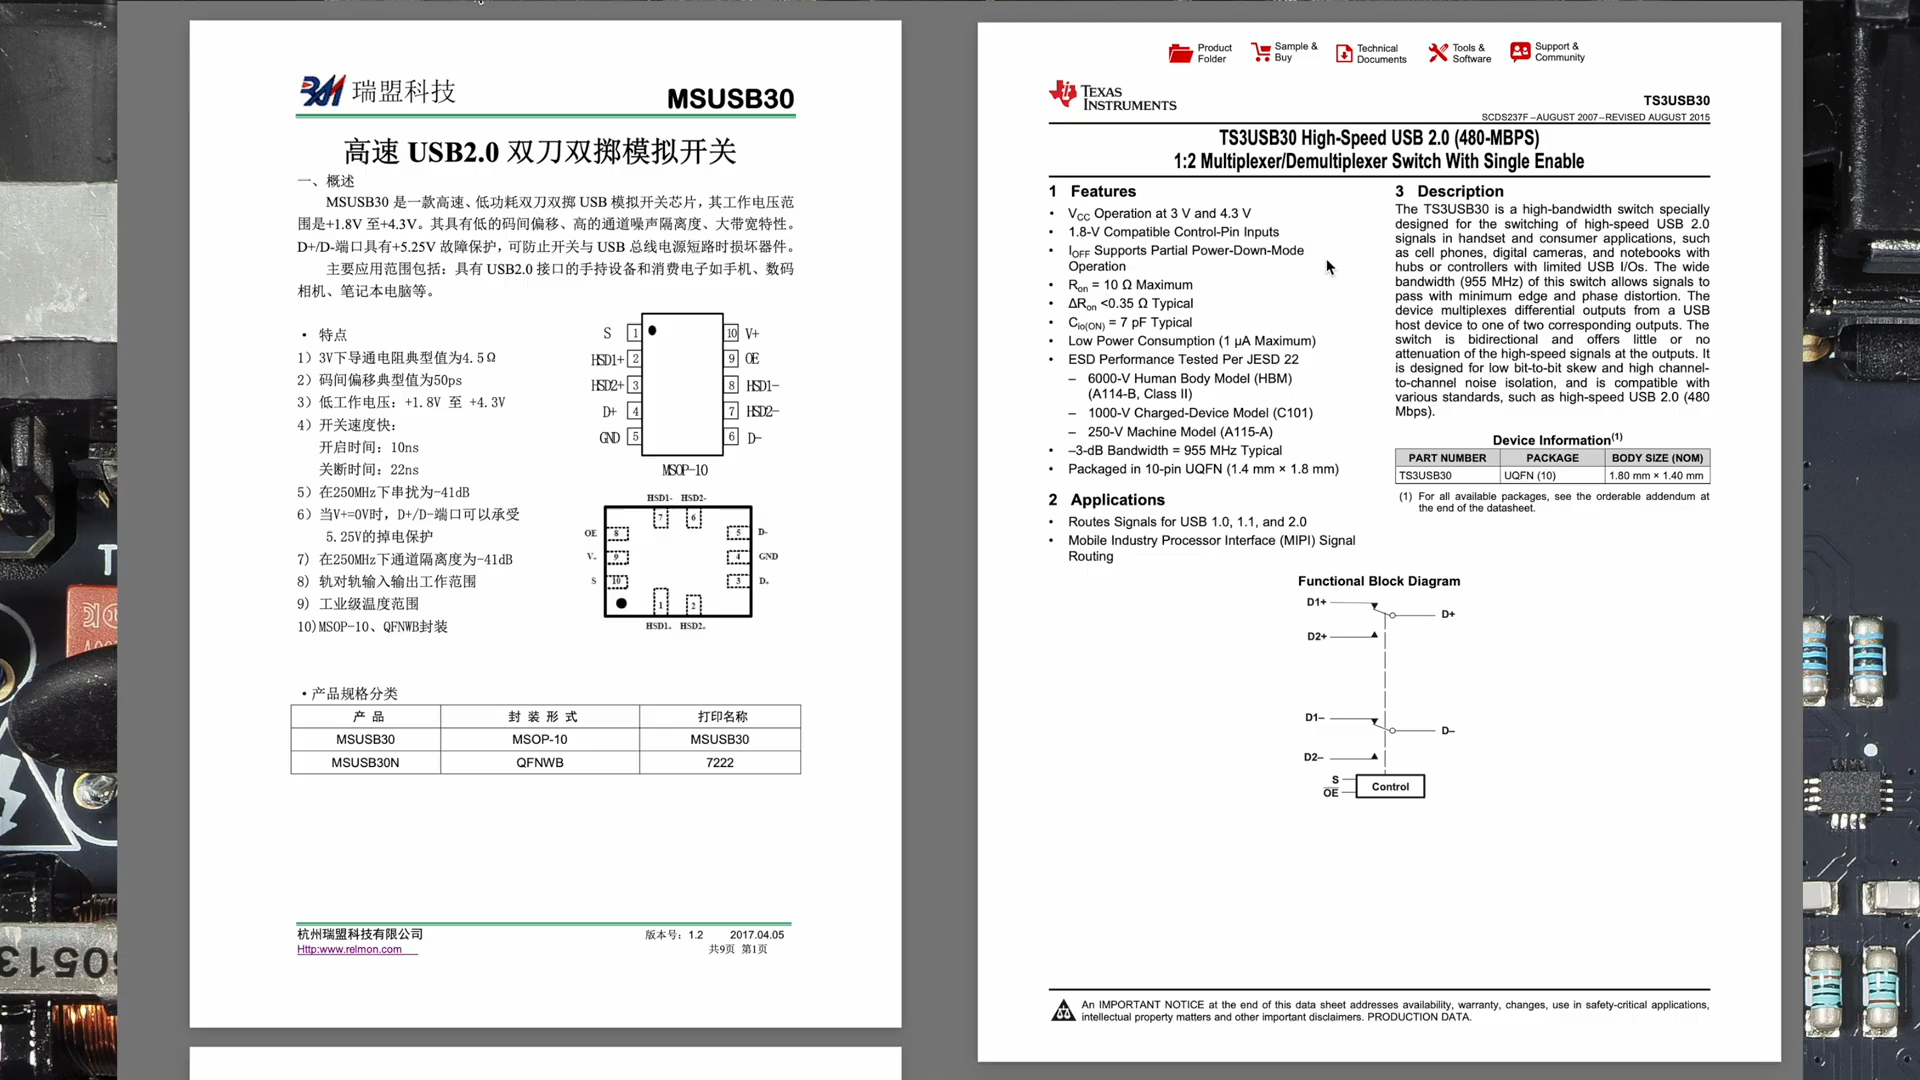 瑞盟科技
MSUSB30
高速 USB2.0 双刀双掷模拟开关
一、概述
MSUSB30 是一款高速、低功耗双刀双掷 USB 模拟开关芯片，其工作电压范
围是+1.8V 至+4.3V。其具有低的码间偏移、高的通道噪声隔离度、大带宽特性。
D+/D-端口具有+5.25V 故障保护，可防止开关与 USB 总线电源短路时损坏器件。
主要应用范围包括：具有 USB2.0 接口的手持设备和消费电子如手机、数码
相机、笔记本电脑等。
· 特点
1）3V下导通电阻典型值为4.5Ω
2）码间偏移典型值为50ps
3）低工作电压：+1.8V 至 +4.3V
4）开关速度快：
开启时间：10ns
关断时间：22ns
5）在250MHz下串扰为-41dB
6）当V+=0V时，D+/D-端口可以承受
5.25V的掉电保护
7）在250MHz下通道隔离度为-41dB
8）轨对轨输入输出工作范围
9）工业级温度范围
10)MSOP-10、QFNWB封装
S 1 10 V+
HSD1+ 2 9 OE
HSD2+ 3 8 HSD1-
D+ 4 7 HSD2-
GND 5 6 D-
MSOP-10
HSD1- HSD2-
7 6
OE 8 5 D-
V+ 9 4 GND
S 10 3 D+
1 2
HSD1+ HSD2+
·产品规格分类
产 品 封 装 形 式 打印名称
MSUSB30 MSOP-10 MSUSB30
MSUSB30N QFNWB 7222
杭州瑞盟科技有限公司 版本号：1.2 2017.04.05
Http:www.relmon.com 共9页 第1页
Product Folder
Sample & Buy
Technical Documents
Tools & Software
Support & Community
TEXAS
INSTRUMENTS
TS3USB30
SCDS237F –AUGUST 2007–REVISED AUGUST 2015
TS3USB30 High-Speed USB 2.0 (480-MBPS)
1:2 Multiplexer/Demultiplexer Switch With Single Enable
1 Features
• VCC Operation at 3 V and 4.3 V
• 1.8-V Compatible Control-Pin Inputs
• IOFF Supports Partial Power-Down-Mode
Operation
• Ron = 10 Ω Maximum
• ΔRon <0.35 Ω Typical
• Cio(ON) = 7 pF Typical
• Low Power Consumption (1 μA Maximum)
• ESD Performance Tested Per JESD 22
– 6000-V Human Body Model (HBM)
(A114-B, Class II)
– 1000-V Charged-Device Model (C101)
– 250-V Machine Model (A115-A)
• –3-dB Bandwidth = 955 MHz Typical
• Packaged in 10-pin UQFN (1.4 mm × 1.8 mm)
2 Applications
• Routes Signals for USB 1.0, 1.1, and 2.0
• Mobile Industry Processor Interface (MIPI) Signal
Routing
3 Description
The TS3USB30 is a high-bandwidth switch specially
designed for the switching of high-speed USB 2.0
signals in handset and consumer applications, such
as cell phones, digital cameras, and notebooks with
hubs or controllers with limited USB I/Os. The wide
bandwidth (955 MHz) of this switch allows signals to
pass with minimum edge and phase distortion. The
device multiplexes differential outputs from a USB
host device to one of two corresponding outputs. The
switch is bidirectional and offers little or no
attenuation of the high-speed signals at the outputs. It
is designed for low bit-to-bit skew and high channel-
to-channel noise isolation, and is compatible with
various standards, such as high-speed USB 2.0 (480
Mbps).
Device Information(1)
PART NUMBER PACKAGE BODY SIZE (NOM)
TS3USB30 UQFN (10) 1.80 mm × 1.40 mm
(1) For all available packages, see the orderable addendum at
the end of the datasheet.
Functional Block Diagram
D1+
D+
D2+
D1–
D–
D2–
S
OE
Control
An IMPORTANT NOTICE at the end of this data sheet addresses availability, warranty, changes, use in safety-critical applications,
intellectual property matters and other important disclaimers. PRODUCTION DATA.